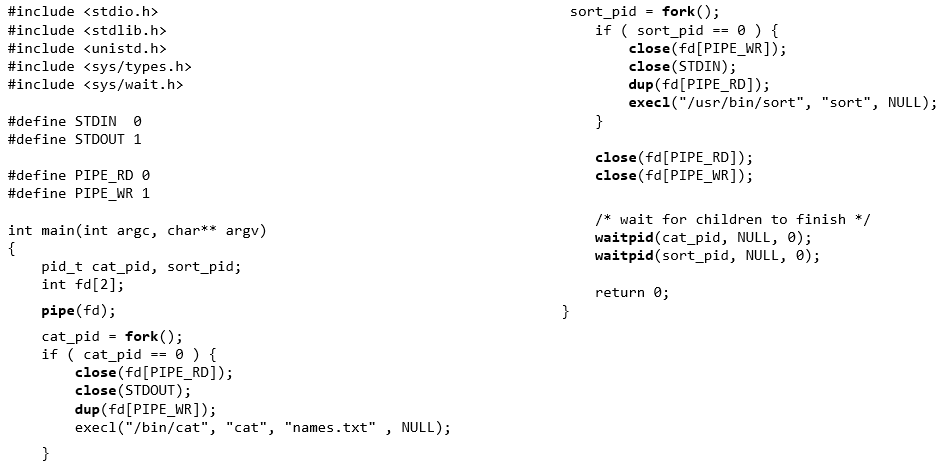 #include <stdio.h>
#include <stdlib.h>
#include <unistd.h>
#include <sys/types.h>
#include <sys/wait.h>
#define STDIN  0
#define STDOUT 1
#define PIPE_RD 0
#define PIPE_WR 1
int main(int argc, char** argv)
{
    pid_t cat_pid, sort_pid;
    int fd[2];
    pipe(fd);
    cat_pid = fork();
    if ( cat_pid == 0 ) {
        close(fd[PIPE_RD]);
        close(STDOUT);
        dup(fd[PIPE_WR]);
        execl("/bin/cat", "cat", "names.txt" , NULL);
    }
    sort_pid = fork();
    if ( sort_pid == 0 ) {
        close(fd[PIPE_WR]);
        close(STDIN);
        dup(fd[PIPE_RD]);
        execl("/usr/bin/sort", "sort", NULL);
    }
    close(fd[PIPE_RD]);
    close(fd[PIPE_WR]);
    /* wait for children to finish */
    waitpid(cat_pid, NULL, 0);
    waitpid(sort_pid, NULL, 0);
    return 0;
}